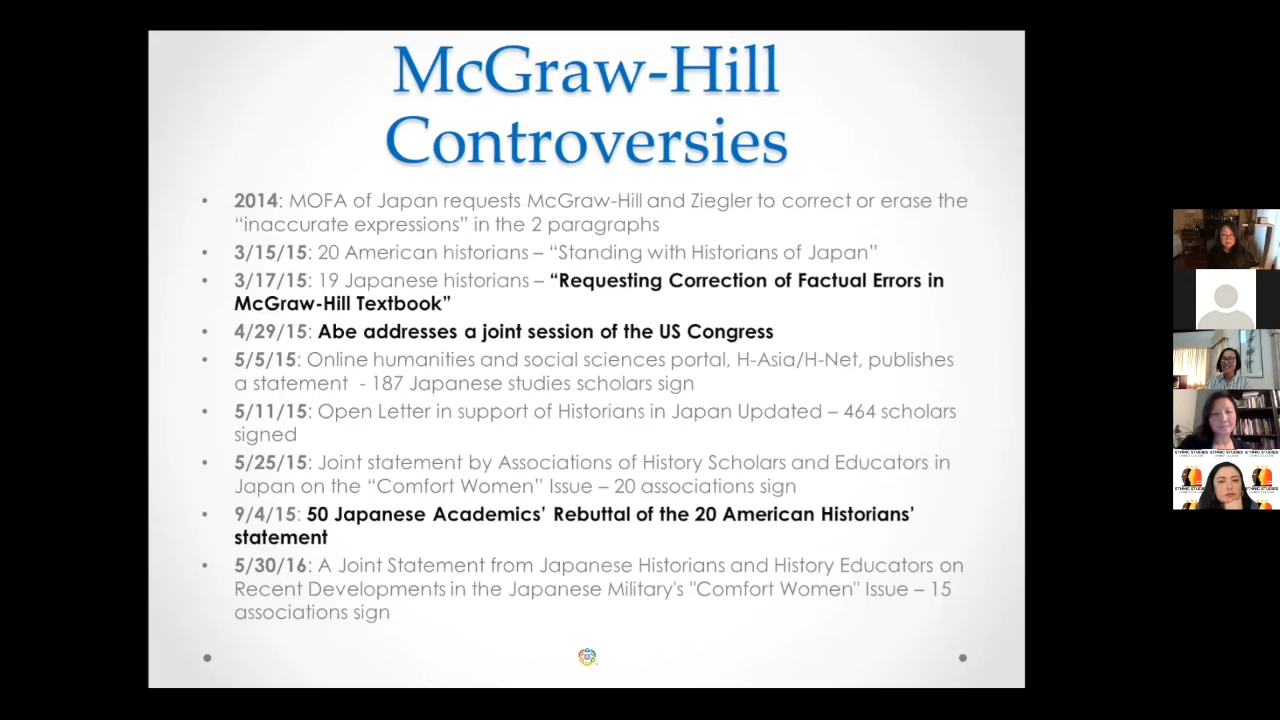 McGraw-Hill
Controversies
• 2014: MOFA of Japan requests McGraw-Hill and Ziegler to correct or erase the
“inaccurate expressions” in the 2 paragraphs
• 3/15/15: 20 American historians – “Standing with Historians of Japan”
• 3/17/15: 19 Japanese historians – “Requesting Correction of Factual Errors in
McGraw-Hill Textbook”
• 4/29/15: Abe addresses a joint session of the US Congress
• 5/5/15: Online humanities and social sciences portal, H-Asia/H-Net, publishes
a statement - 187 Japanese studies scholars sign
• 5/11/15: Open Letter in support of Historians in Japan Updated – 464 scholars
signed
• 5/25/15: Joint statement by Associations of History Scholars and Educators in
Japan on the “Comfort Women” Issue – 20 associations sign
• 9/4/15: 50 Japanese Academics’ Rebuttal of the 20 American Historians’
statement
• 5/30/16: A Joint Statement from Japanese Historians and History Educators on
Recent Developments in the Japanese Military's "Comfort Women" Issue – 15
associations sign
ETHNIC STUDIES